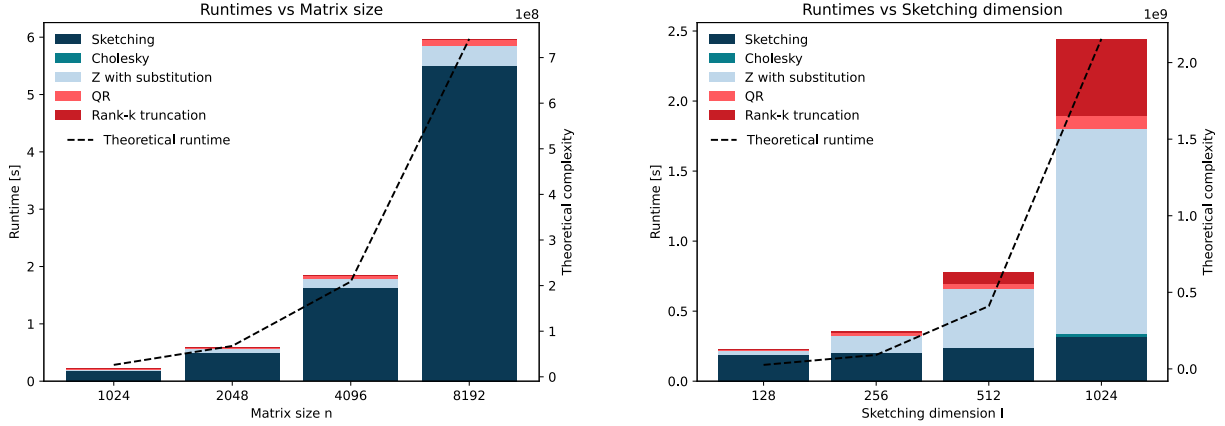 Runtimes vs Matrix size
1e8
6
5
4
3
2
1
0
Runtime [s]
Sketching
Cholesky
Z with substitution
QR
Rank-k truncation
Theoretical runtime
7
6
5
4
3
2
1
0
Theoretical complexity
1024 2048 4096 8192
Matrix size n
Runtimes vs Sketching dimension
1e9
2.5
2.0
1.5
1.0
0.5
0.0
Runtime [s]
Sketching
Cholesky
Z with substitution
QR
Rank-k truncation
Theoretical runtime
2.0
1.5
1.0
0.5
0.0
Theoretical complexity
128 256 512 1024
Sketching dimension l